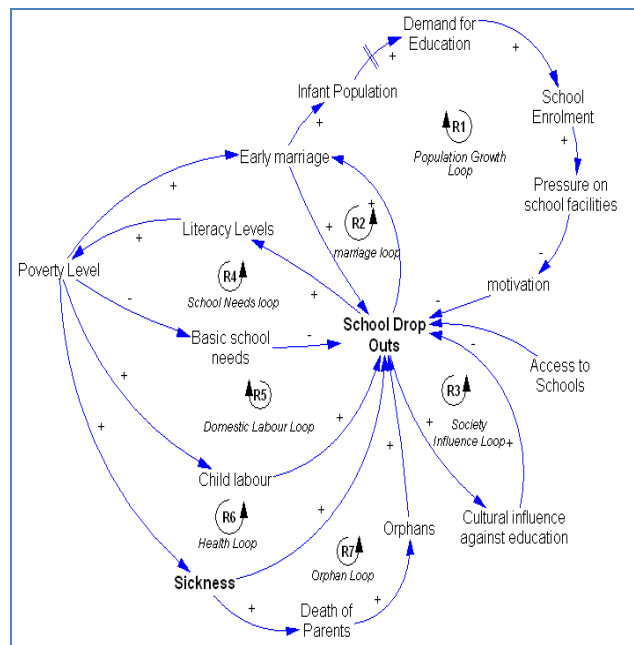 Demand for
Education
+
+
Infant Population
School
Enrolment
R1
+
+
Population Growth
Loop
Early marriage
Pressure on
school facilities
+
+
R2
+
marriage loop
-
Literacy Levels
+
R4
Poverty Level
School Needs loop
+
motivation
-
-
School Drop
Outs
Basic school
needs
-
-
Access to
Schools
+
R5
R3
Domestic Labour Loop
+
+
Society
Influence Loop
+
+
Child labour
+
R6
Health Loop
+
Orphans
Cultural influence
against education
R7
Orphan Loop
Sickness
+
+
Death of
Parents